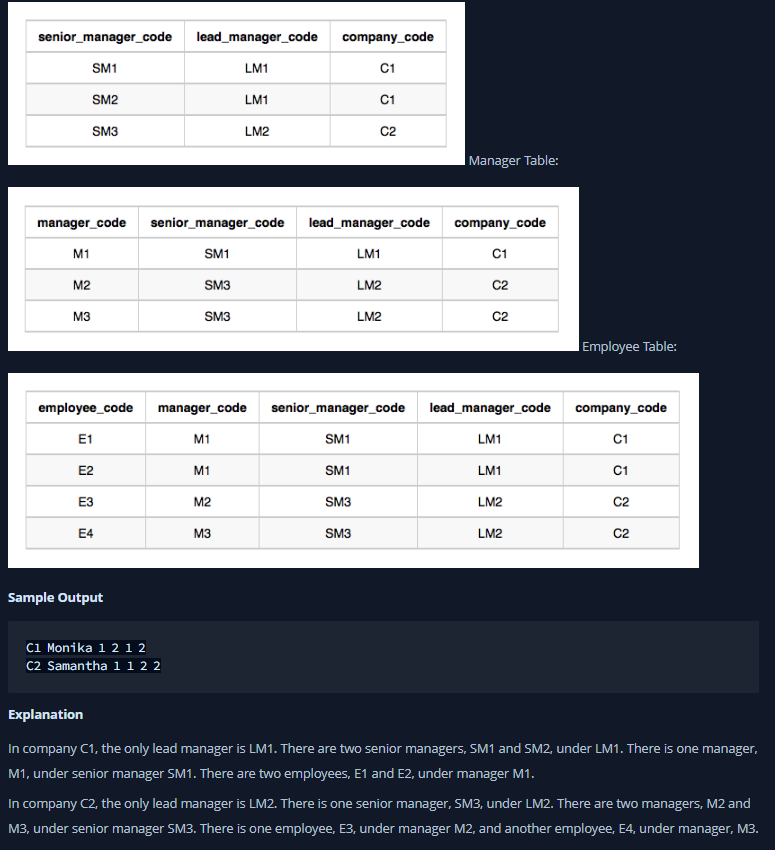 senior_manager_code lead_manager_code company_code
SM1 LM1 C1
SM2 LM1 C1
SM3 LM2 C2
Manager Table:
manager_code senior_manager_code lead_manager_code company_code
M1 SM1 LM1 C1
M2 SM3 LM2 C2
M3 SM3 LM2 C2
Employee Table:
employee_code manager_code senior_manager_code lead_manager_code company_code
E1 M1 SM1 LM1 C1
E2 M1 SM1 LM1 C1
E3 M2 SM3 LM2 C2
E4 M3 SM3 LM2 C2
Sample Output
C1 Monika 1 2 1 2
C2 Samantha 1 1 2 2
Explanation
In company C1, the only lead manager is LM1. There are two senior managers, SM1 and SM2, under LM1. There is one manager,
M1, under senior manager SM1. There are two employees, E1 and E2, under manager M1.
In company C2, the only lead manager is LM2. There is one senior manager, SM3, under LM2. There are two managers, M2 and
M3, under senior manager SM3. There is one employee, E3, under manager M2, and another employee, E4, under manager, M3.